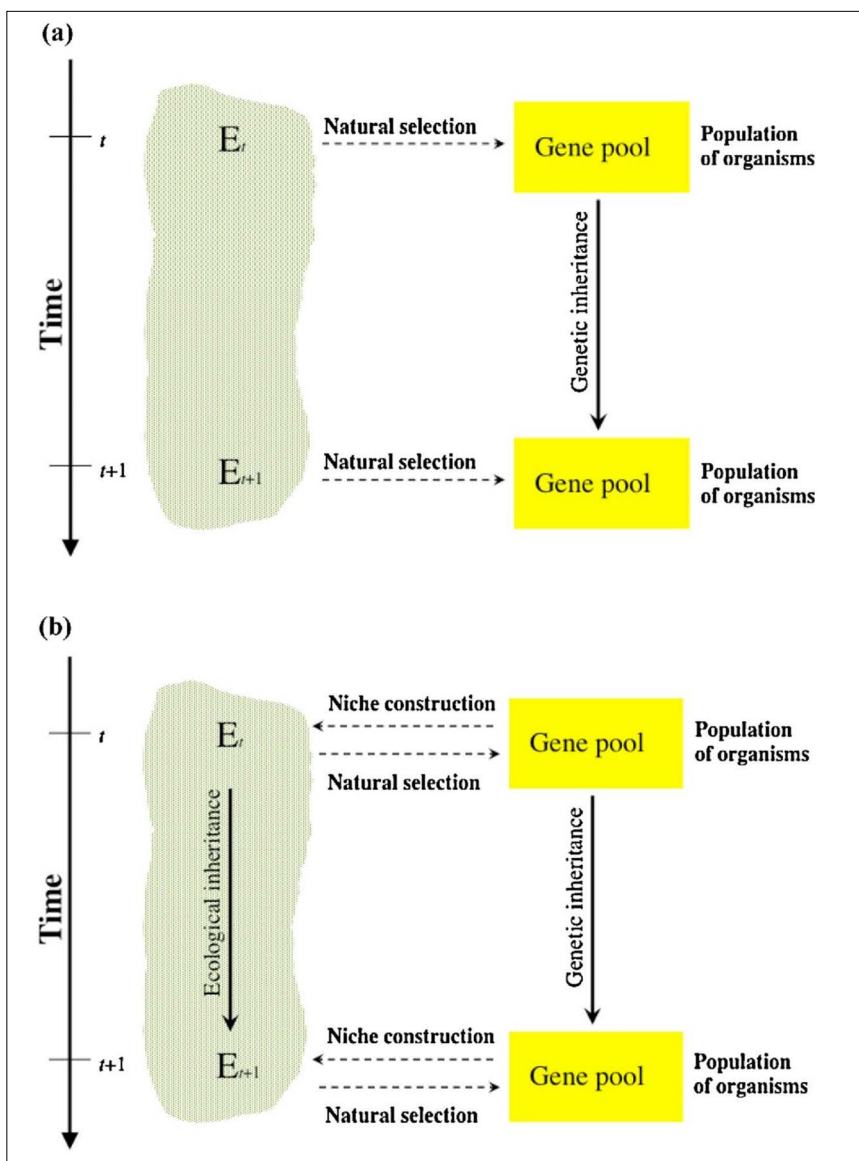 (a)
t
E_t
Natural selection
Gene pool
Population
of organisms
Time
Genetic inheritance
t+1
E_t+1
Natural selection
Gene pool
Population
of organisms
(b)
t
E_t
Niche construction
Natural selection
Gene pool
Population
of organisms
Time
Ecological inheritance
Genetic inheritance
t+1
E_t+1
Niche construction
Natural selection
Gene pool
Population
of organisms